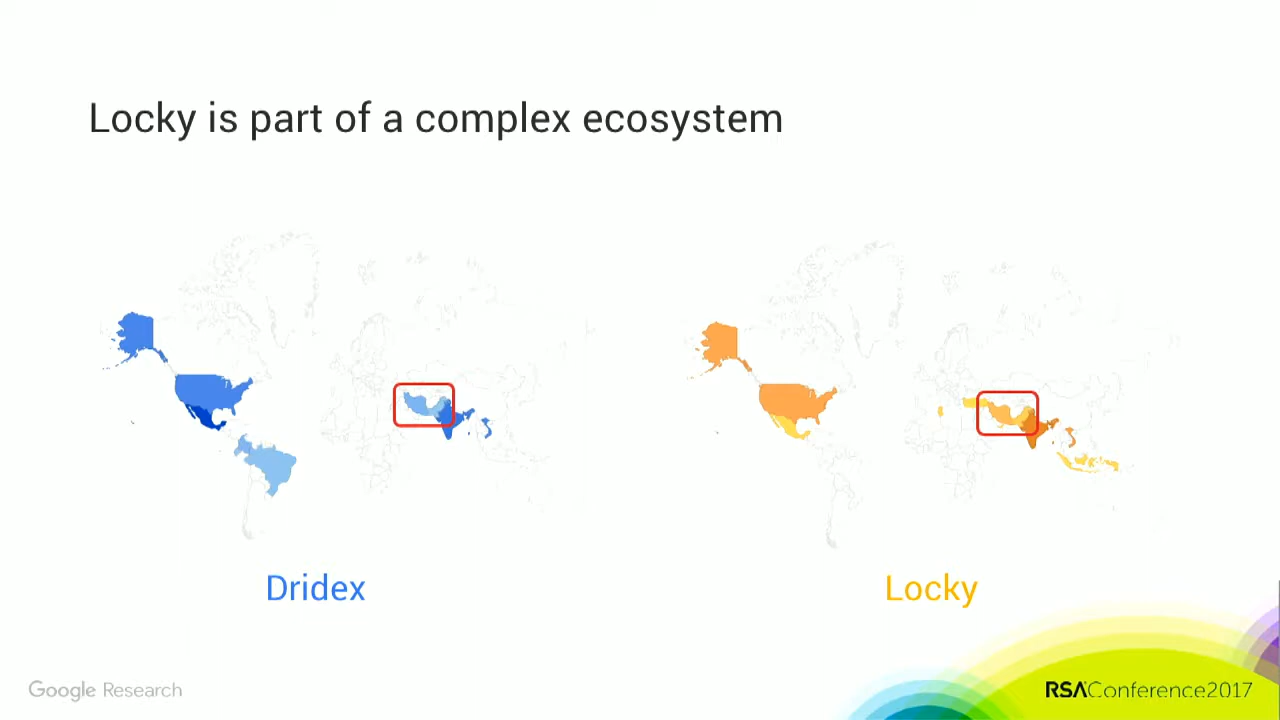 Locky is part of a complex ecosystem
Dridex
Locky
Google Research
RSAConference2017